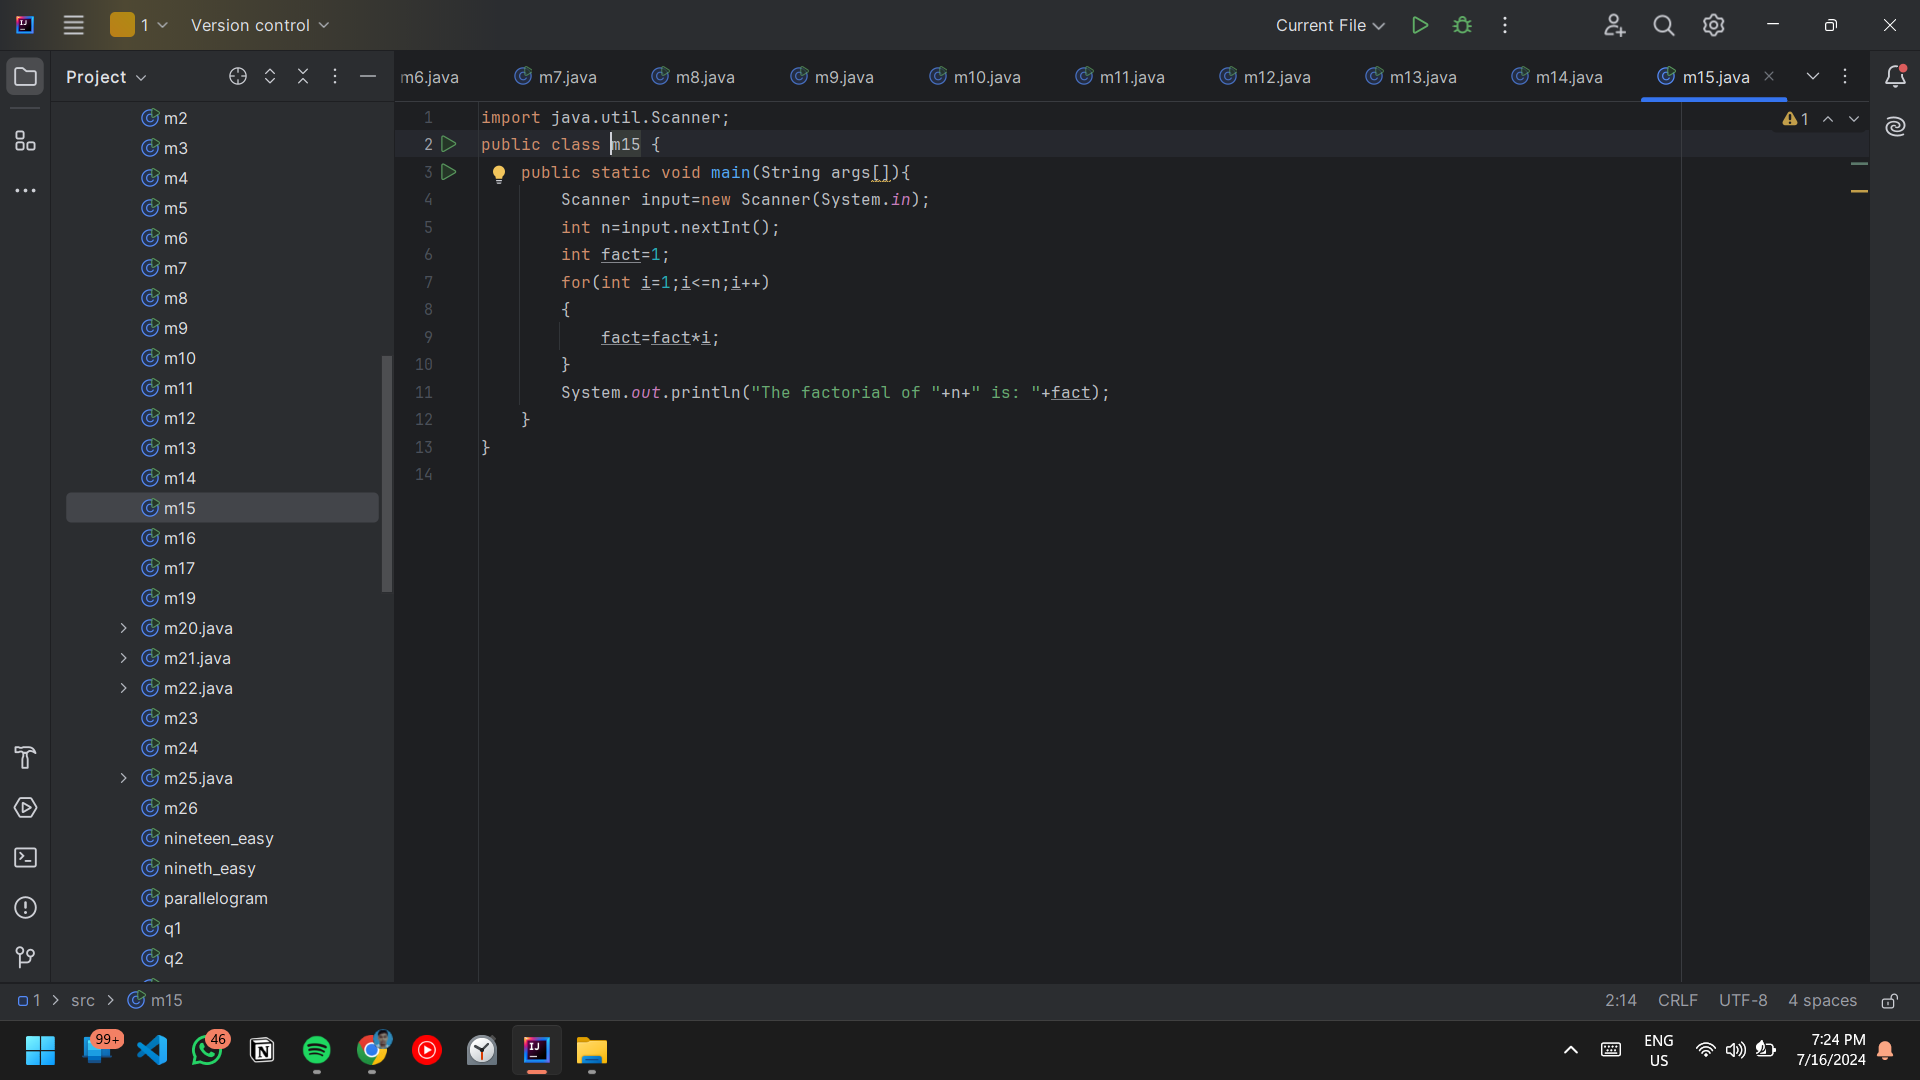 1 Version control Current File
Project
m6.java m7.java m8.java m9.java m10.java m11.java m12.java m13.java m14.java m15.java
m2
m3
m4
m5
m6
m7
m8
m9
m10
m11
m12
m13
m14
m15
m16
m17
m19
m20.java
m21.java
m22.java
m23
m24
m25.java
m26
nineteen_easy
nineth_easy
parallelogram
q1
q2
1 import java.util.Scanner;
2 public class m15 {
3 public static void main(String args[]){
4 Scanner input=new Scanner(System.in);
5 int n=input.nextInt();
6 int fact=1;
7 for(int i=1;i<=n;i++)
8 {
9 fact=fact*i;
10 }
11 System.out.println("The factorial of "+n+" is: "+fact);
12 }
13 }
14
1
1 > src > m15
2:14 CRLF UTF-8 4 spaces
99+ 46
ENG
US
7:24 PM
7/16/2024